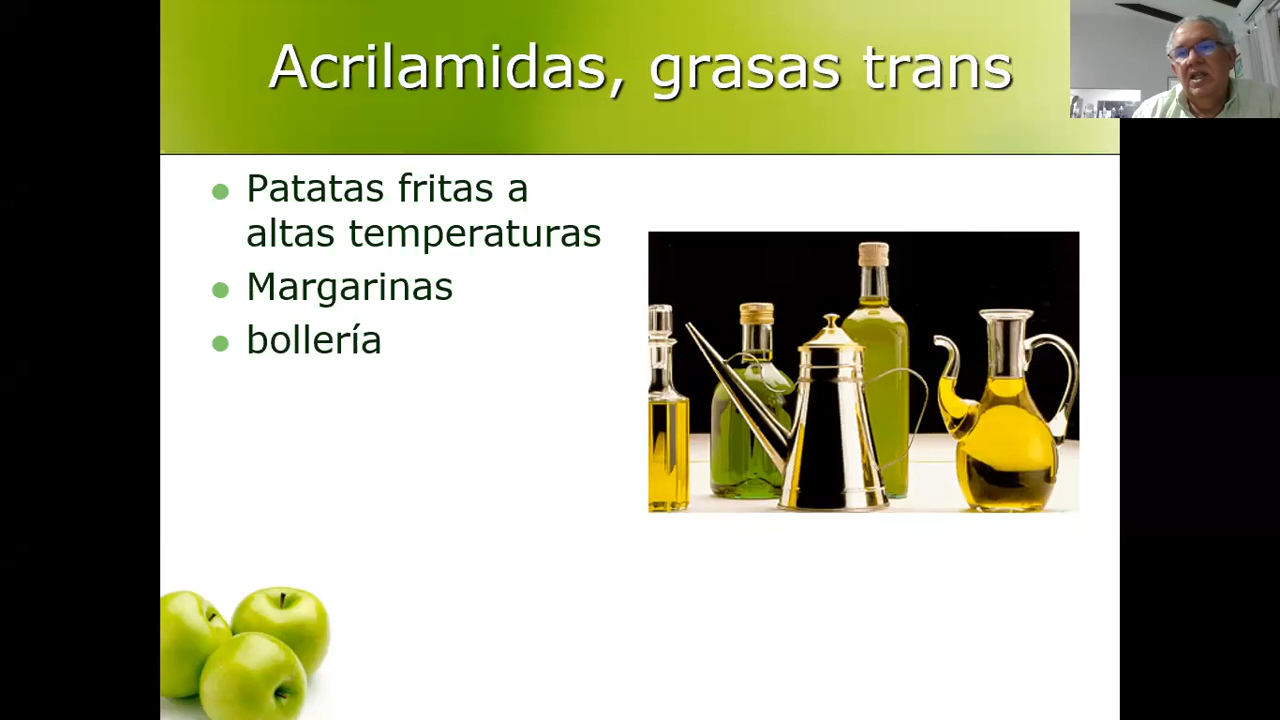 Acrilamidas, grasas trans
Patatas fritas a
altas temperaturas
Margarinas
bollería